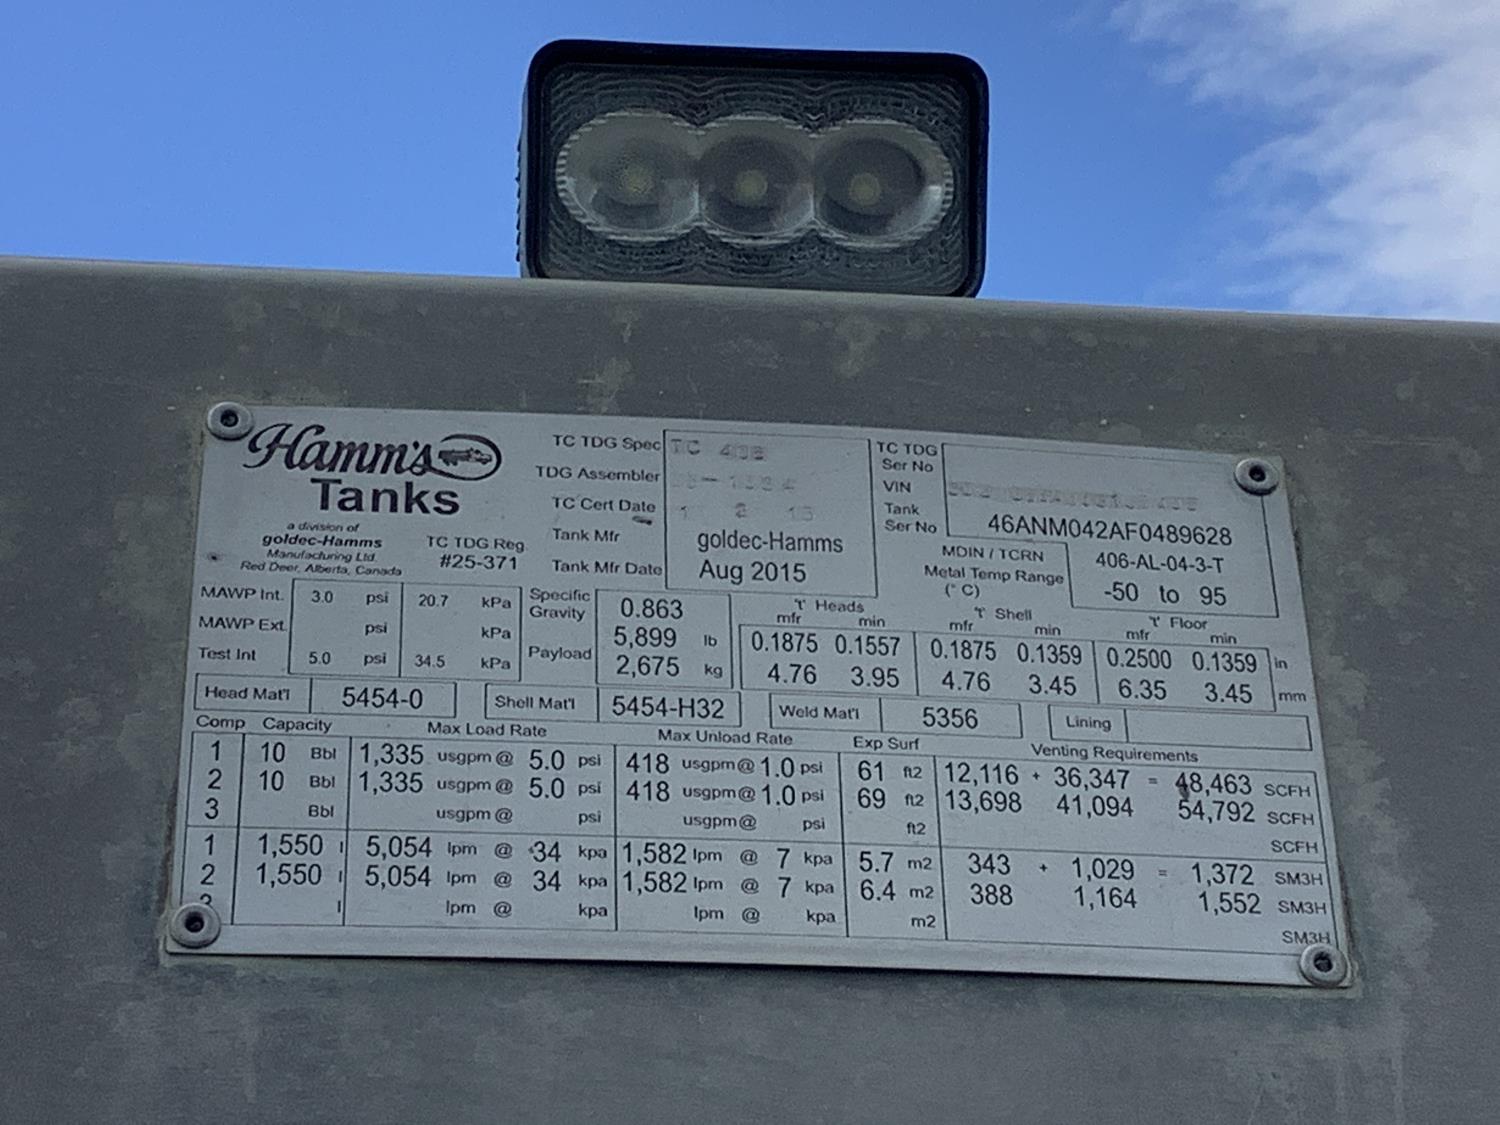 Hamm's
Tanks
a division of
goldec-Hamms
Manufacturing Ltd.
Red Deer, Alberta, Canada
TC TDG Reg.
#25-371
TC TDG Spec TC 406
TDG Assembler
TC Cert Date
Tank Mfr goldec-Hamms
Tank Mfr Date Aug 2015
TC TDG
Ser No
VIN
Tank
Ser No 46ANM042AF0489628
MDIN / TCRN 406-AL-04-3-T
Metal Temp Range
(° C) -50 to 95
MAWP Int. 3.0 psi 20.7 kPa
MAWP Ext. psi kPa
Test Int 5.0 psi 34.5 kPa
Specific
Gravity 0.863
Payload 5,899 lb
2,675 kg
't' Heads 't' Shell 't' Floor
mfr min mfr min mfr min
0.1875 0.1557 0.1875 0.1359 0.2500 0.1359 in
4.76 3.95 4.76 3.45 6.35 3.45 mm
Head Mat'l 5454-0 Shell Mat'l 5454-H32 Weld Mat'l 5356 Lining
Comp Capacity Max Load Rate Max Unload Rate Exp Surf Venting Requirements
1 10 Bbl 1,335 usgpm @ 5.0 psi 418 usgpm@ 1.0 psi 61 ft2 12,116 + 36,347 = 48,463 SCFH
2 10 Bbl 1,335 usgpm @ 5.0 psi 418 usgpm@ 1.0 psi 69 ft2 13,698 41,094 54,792 SCFH
3 Bbl usgpm @ psi usgpm@ psi ft2 SCFH
1 1,550 l 5,054 lpm @ 34 kpa 1,582 lpm @ 7 kpa 5.7 m2 343 + 1,029 = 1,372 SM3H
2 1,550 l 5,054 lpm @ 34 kpa 1,582 lpm @ 7 kpa 6.4 m2 388 1,164 1,552 SM3H
3 l lpm @ kpa lpm @ kpa m2 SM3H